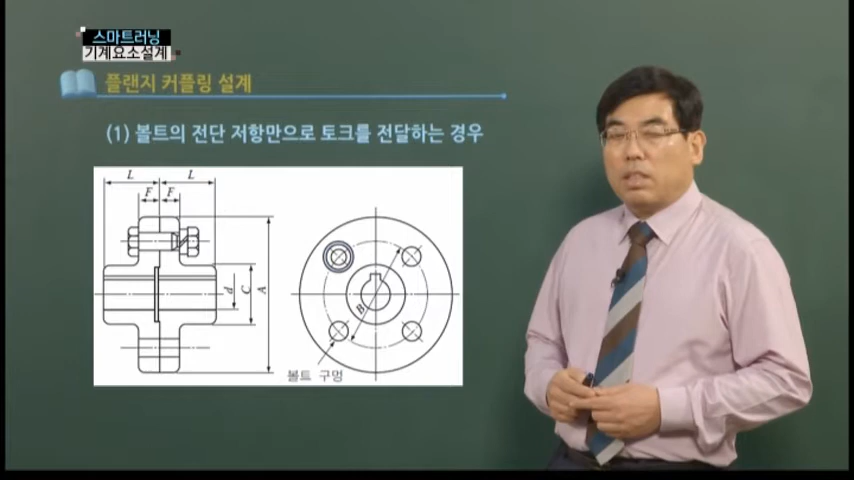 스마트러닝
기계요소설계
플랜지 커플링 설계
(1) 볼트의 전단 저항만으로 토크를 전달하는 경우
L L
F F
d C A
B
볼트 구멍